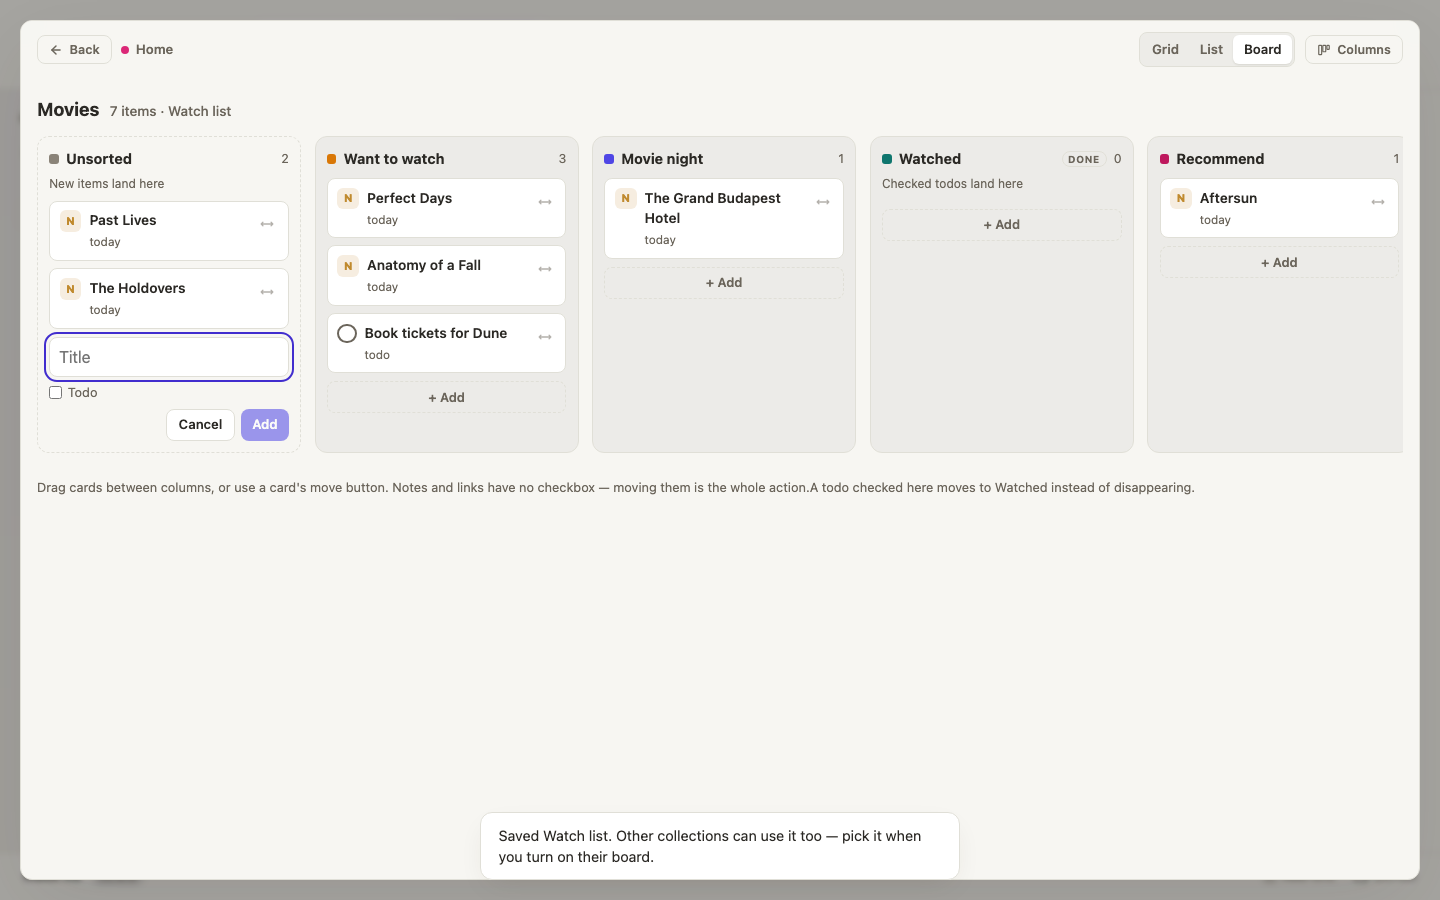 Back
Home
Grid
List
Board
Columns
Movies
7 items · Watch list
Unsorted
2
New items land here
N
Past Lives
today
N
The Holdovers
today
Title
Todo
Cancel
Add
Want to watch
3
N
Perfect Days
today
N
Anatomy of a Fall
today
Book tickets for Dune
todo
+ Add
Movie night
1
N
The Grand Budapest
Hotel
today
+ Add
Watched
DONE
0
Checked todos land here
+ Add
Recommend
1
N
Aftersun
today
+ Add
Drag cards between columns, or use a card's move button. Notes and links have no checkbox — moving them is the whole action.A todo checked here moves to Watched instead of disappearing.
Saved Watch list. Other collections can use it too — pick it when
you turn on their board.